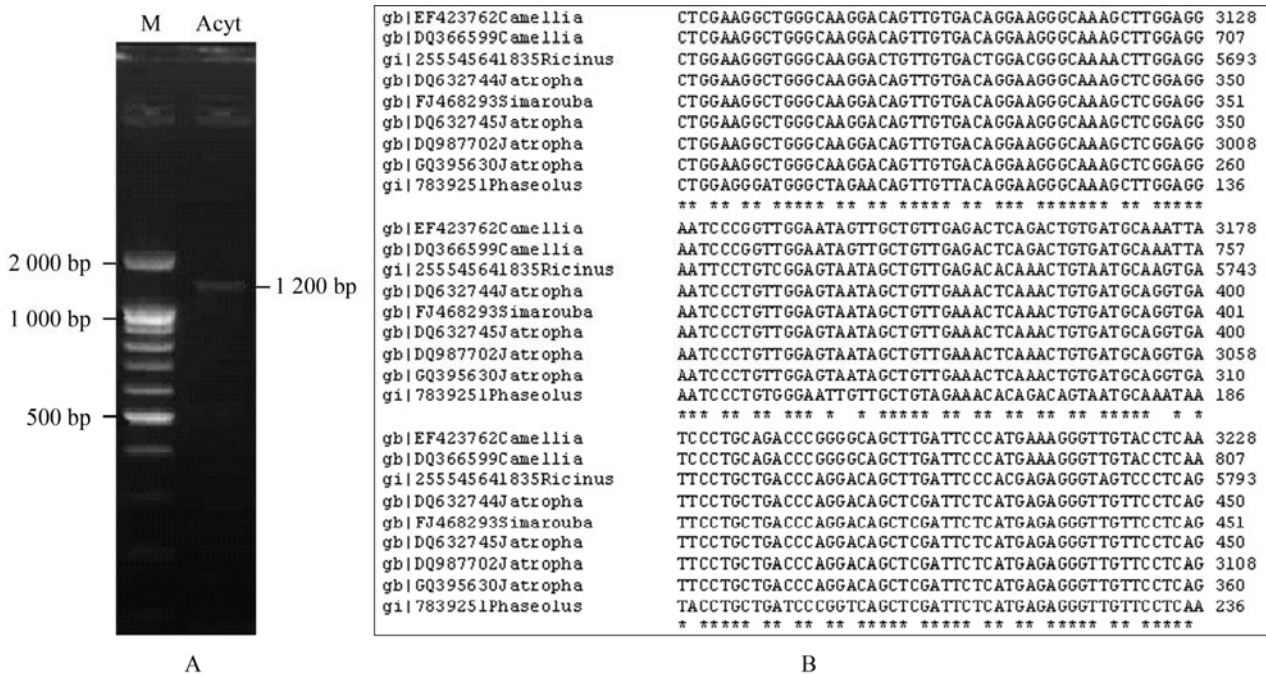 M Acyt
2 000 bp
1 200 bp
1 000 bp
500 bp
A
gb|EF423762Camellia CTCGAAGGCTGGGCAAGGACAGTTGTGACAGGAAGGGCAAAGCTTGGAGG 3128
gb|DQ366599Camellia CTCGAAGGCTGGGCAAGGACAGTTGTGACAGGAAGGGCAAAGCTTGGAGG 707
gi|255545641835Ricinus CTGGAAGGGTGGGCAAGGACTGTTGTGACTGGACGGGCAAAACTTGGAGG 5693
gb|DQ632744Jatropha CTGGAAGGCTGGGCAAGGACAGTTGTGACAGGAAGGGCAAAGCTCGGAGG 350
gb|FJ468293Simarouba CTGGAAGGCTGGGCAAGGACAGTTGTGACAGGAAGGGCAAAGCTCGGAGG 351
gb|DQ632745Jatropha CTGGAAGGCTGGGCAAGGACAGTTGTGACAGGAAGGGCAAAGCTCGGAGG 350
gb|DQ987702Jatropha CTGGAAGGCTGGGCAAGGACAGTTGTGACAGGAAGGGCAAAGCTCGGAGG 3008
gb|GQ395630Jatropha CTGGAAGGCTGGGCAAGGACAGTTGTGACAGGAAGGGCAAAGCTCGGAGG 260
gi|7839251Phaseolus CTGGAGGGATGGGCTAGAACAGTTGTTACAGGAAGGGCAAAGCTTGGAGG 136
** ** ** ***** ** ** ***** ** *** ******* ** *****
gb|EF423762Camellia AATCCCGGTTGGAATAGTTGCTGTTGAGACTCAGACTGTGATGCAAATTA 3178
gb|DQ366599Camellia AATCCCGGTTGGAATAGTTGCTGTTGAGACTCAGACTGTGATGCAAATTA 757
gi|255545641835Ricinus AATTCCTGTCGGAGTAATAGCTGTTGAGACACAAACTGTAATGCAAGTGA 5743
gb|DQ632744Jatropha AATCCCTGTTGGAGTAATAGCTGTTGAAACTCAAACTGTGATGCAGGTGA 400
gb|FJ468293Simarouba AATCCCTGTTGGAGTAATAGCTGTTGAAACTCAAACTGTGATGCAGGTGA 401
gb|DQ632745Jatropha AATCCCTGTTGGAGTAATAGCTGTTGAAACTCAAACTGTGATGCAGGTGA 400
gb|DQ987702Jatropha AATCCCTGTTGGAGTAATAGCTGTTGAAACTCAAACTGTGATGCAGGTGA 3058
gb|GQ395630Jatropha AATCCCTGTTGGAGTAATAGCTGTTGAAACTCAAACTGTGATGCAGGTGA 310
gi|7839251Phaseolus AATCCCTGTGGGAATTGTTGCTGTAGAAACACAGACAGTAATGCAAATAA 186
*** ** ** *** *  * ***** ** ** ** ** ** *****  * *
gb|EF423762Camellia TCCCTGCAGACCCGGGGCAGCTTGATTCCCATGAAAGGGTTGTACCTCAA 3228
gb|DQ366599Camellia TCCCTGCAGACCCGGGGCAGCTTGATTCCCATGAAAGGGTTGTACCTCAA 807
gi|255545641835Ricinus TTCCTGCTGACCCAGGACAGCTTGATTCCCACGAGAGGGTAGTCCCTCAG 5793
gb|DQ632744Jatropha TTCCTGCTGACCCAGGACAGCTCGATTCTCATGAGAGGGTTGTTCCTCAG 450
gb|FJ468293Simarouba TTCCTGCTGACCCAGGACAGCTCGATTCTCATGAGAGGGTTGTTCCTCAG 451
gb|DQ632745Jatropha TTCCTGCTGACCCAGGACAGCTCGATTCTCATGAGAGGGTTGTTCCTCAG 450
gb|DQ987702Jatropha TTCCTGCTGACCCAGGACAGCTCGATTCTCATGAGAGGGTTGTTCCTCAG 3108
gb|GQ395630Jatropha TTCCTGCTGACCCAGGACAGCTCGATTCTCATGAGAGGGTTGTTCCTCAG 360
gi|7839251Phaseolus TACCTGCTGATCCCGGTCAGCTCGATTCTCATGAGAGGGTTGTTCCTCAA 236
* ***** ** ** ** ***** ***** ** ** ***** ** *****
B